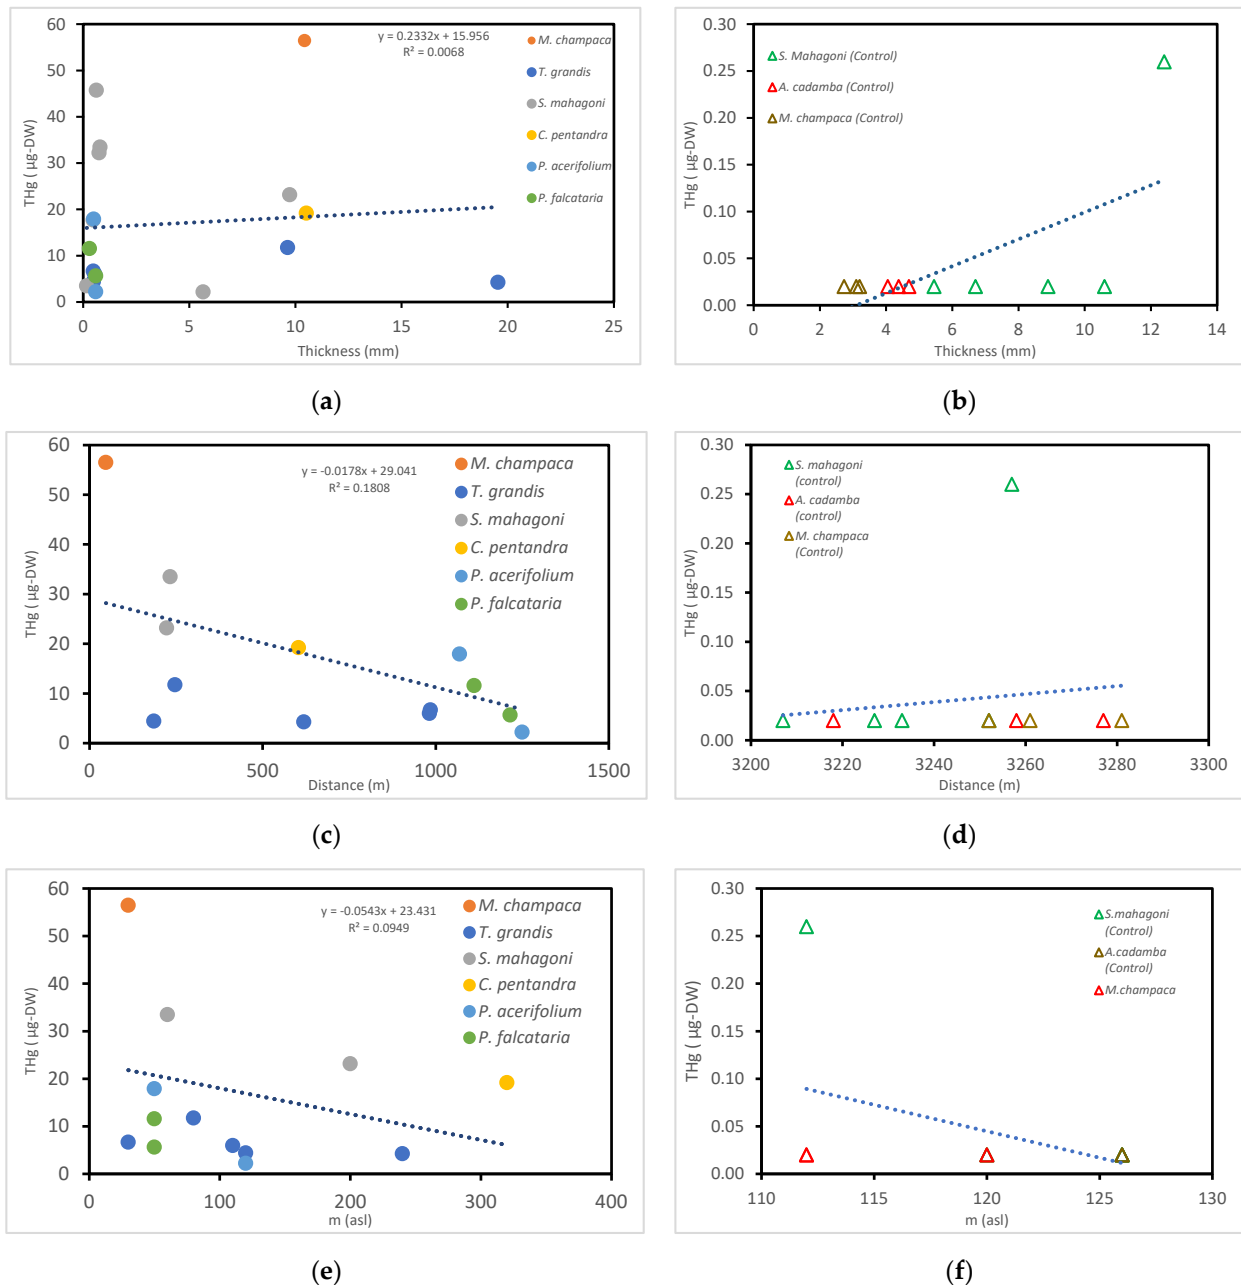 60
50
40
30
20
10
0
THg ( µg-DW)
y = 0.2332x + 15.956
R² = 0.0068
M. champaca
T. grandis
S. mahagoni
C. pentandra
P. acerifolium
P. falcataria
0 5 10 15 20 25
Thickness (mm)
(a)
0.30
0.25
0.20
0.15
0.10
0.05
0.00
THg ( µg-DW)
S. Mahagoni (Control)
A. cadamba (Control)
M. champaca (Control)
0 2 4 6 8 10 12 14
Thickness (mm)
(b)
60
50
40
30
20
10
0
THg ( µg-DW)
y = -0.0178x + 29.041
R² = 0.1808
M. champaca
T. grandis
S. mahagoni
C. pentandra
P. acerifolium
P. falcataria
0 500 1000 1500
Distance (m)
(c)
0.30
0.25
0.20
0.15
0.10
0.05
0.00
THg ( µg-DW)
S. mahagoni
(control)
A. cadamba
(control)
M. champaca
(Control)
3200 3220 3240 3260 3280 3300
Distance (m)
(d)
60
50
40
30
20
10
0
THg ( µg-DW)
y = -0.0543x + 23.431
R² = 0.0949
M. champaca
T. grandis
S. mahagoni
C. pentandra
P. acerifolium
P. falcataria
0 100 200 300 400
m (asl)
(e)
0.30
0.25
0.20
0.15
0.10
0.05
0.00
THg ( µg-DW)
S.mahagoni
(Control)
A.cadamba
(Control)
M.champaca
110 115 120 125 130
m (asl)
(f)